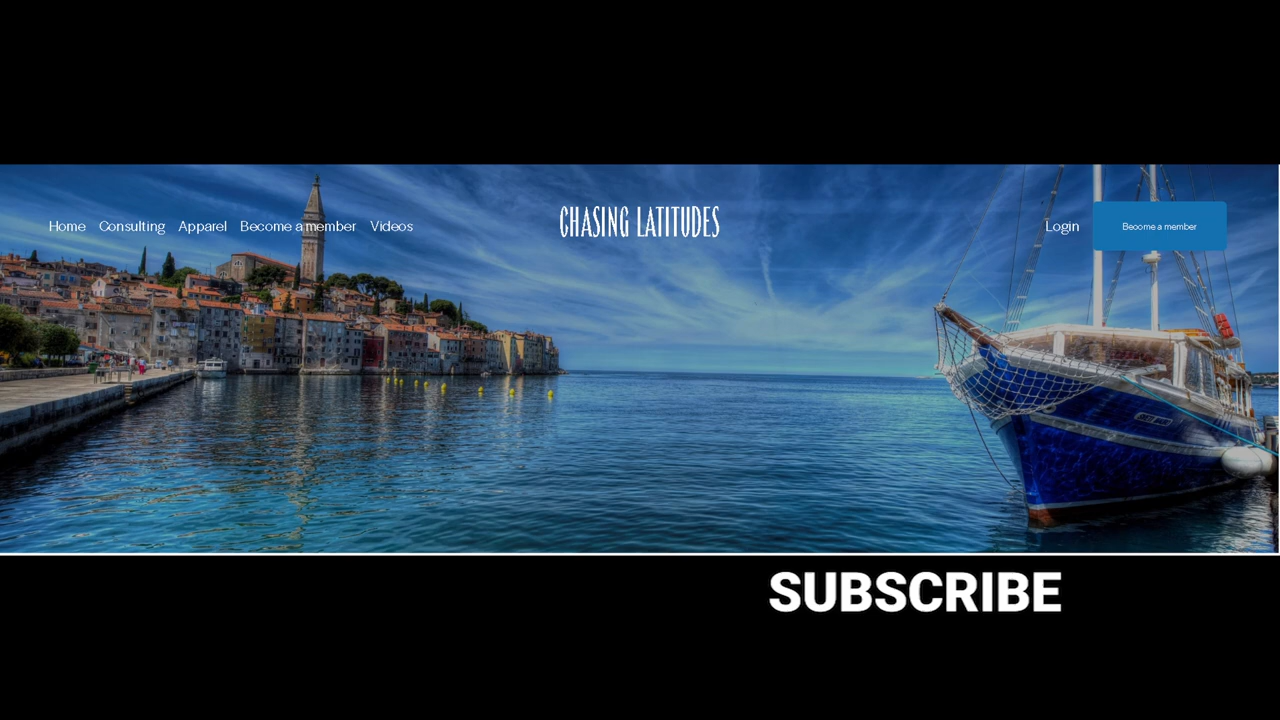 Home Consulting Apparel Become a member Videos
CHASING LATITUDES
Login
Become a member
SUBSCRIBE